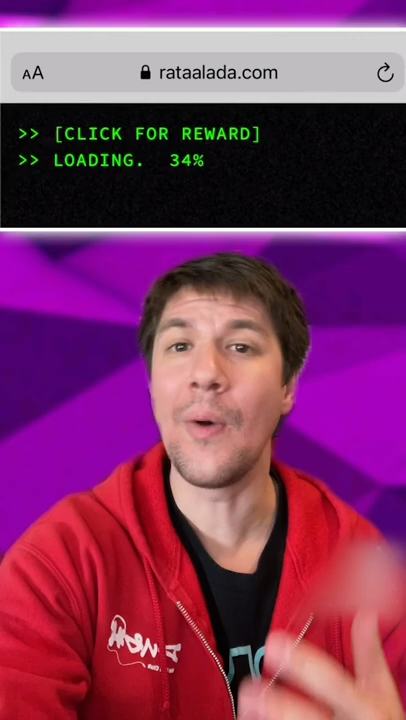 AA
rataalada.com
>> [CLICK FOR REWARD]
>> LOADING. 34%